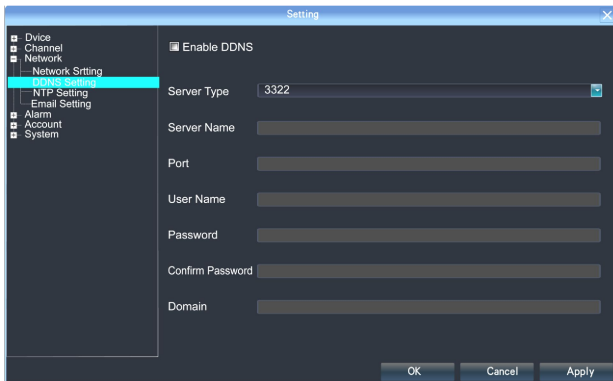 Setting
Dvice
Channel
Network
Network Srtting
DDNS Setting
NTP Setting
Email Setting
Alarm
Account
System
Enable DDNS
Server Type 3322
Server Name
Port
User Name
Password
Confirm Password
Domain
OK Cancel Apply